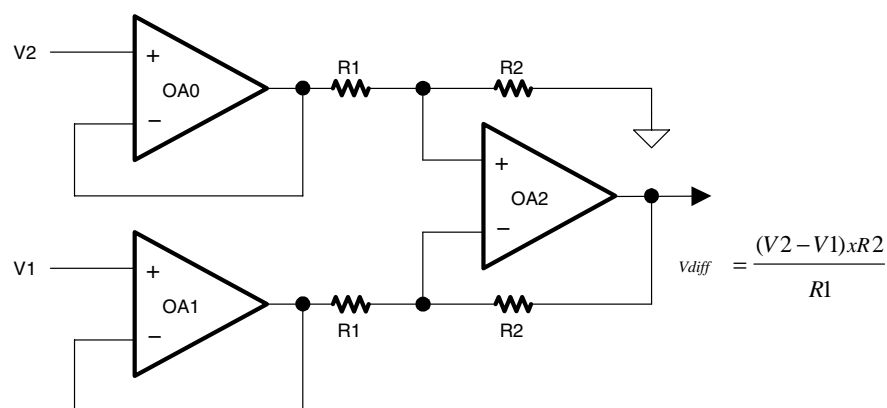 V2
+
OA0
−
R1
R2
+
OA2
−
V1
+
OA1
−
R1
R2
Vdiff = (V2−V1)xR2
R1